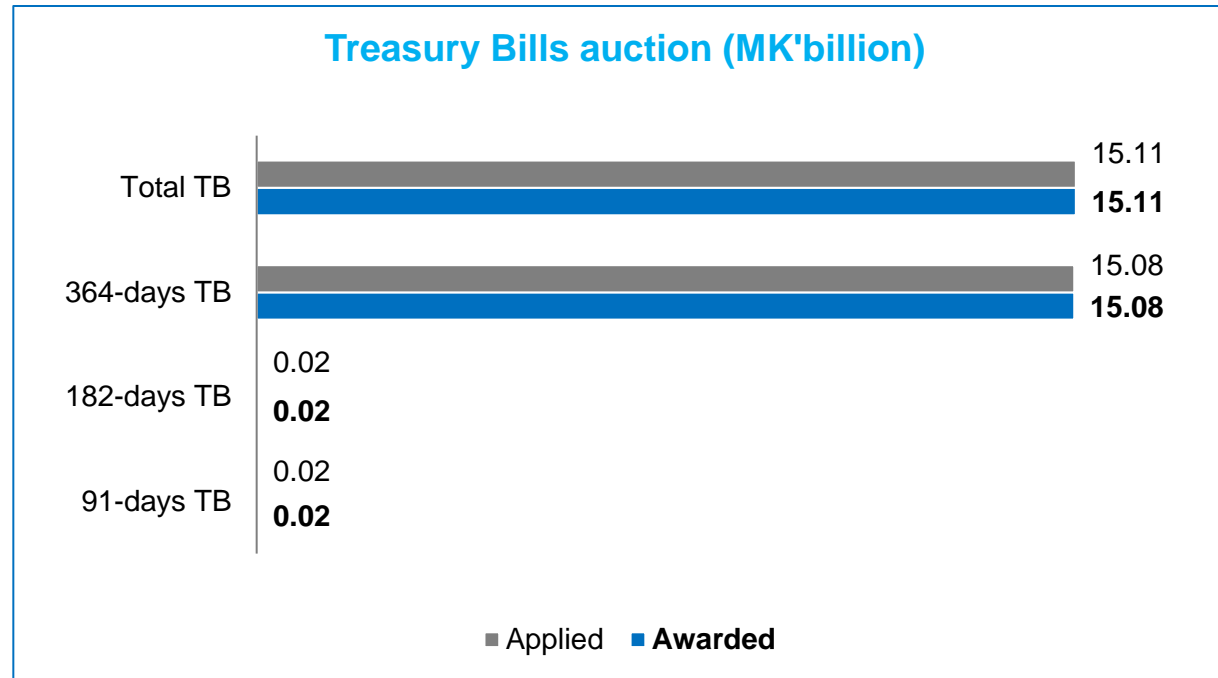 Treasury Bills auction (MK'billion)
15.11
Total TB
15.11
15.08
364-days TB
15.08
0.02
182-days TB
0.02
0.02
91-days TB
0.02
Applied Awarded